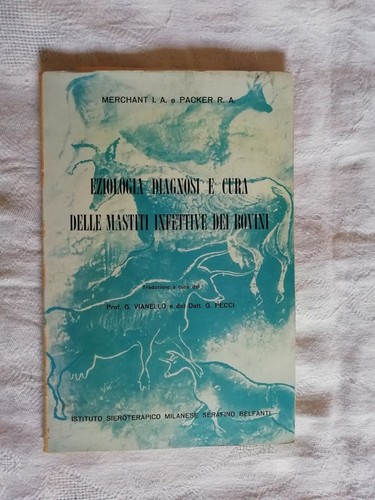 MERCHANT I. A. e PACKER R. A.
EZIOLOGIA DIAGNOSI E CURA
DELLE MASTITI INFETTIVE DEI BOVINI
Traduzione a cura del
Prof. G. VIANELLO e del Dott. G. PECCI
ISTITUTO SIEROTERAPICO MILANESE SERAFINO BELFANTI